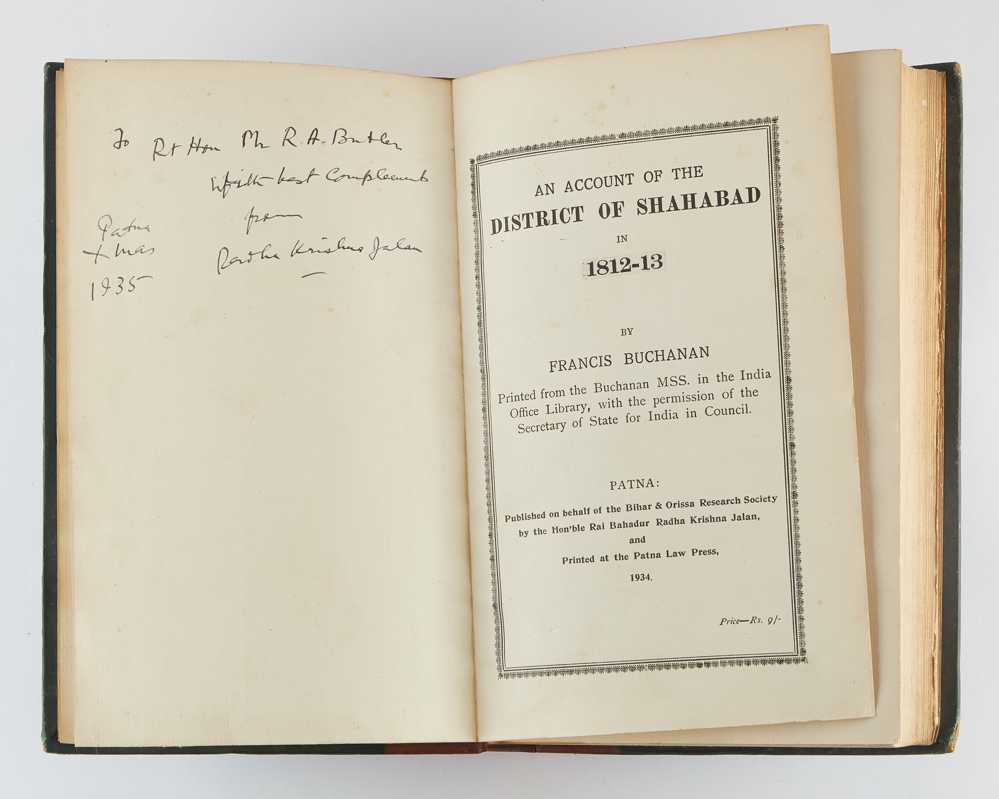 To Rt Hon Mr R. A. Butler
With best Complements
from
Radha Krishna Jalan
Patna
Xmas
1935
AN ACCOUNT OF THE
DISTRICT OF SHAHABAD
IN
1812-13
BY
FRANCIS BUCHANAN
Printed from the Buchanan MSS. in the India
Office Library, with the permission of the
Secretary of State for India in Council.
PATNA:
Published on behalf of the Bihar & Orissa Research Society
by the Hon'ble Rai Bahadur Radha Krishna Jalan,
and
Printed at the Patna Law Press,
1934.
Price—Rs. 9/-